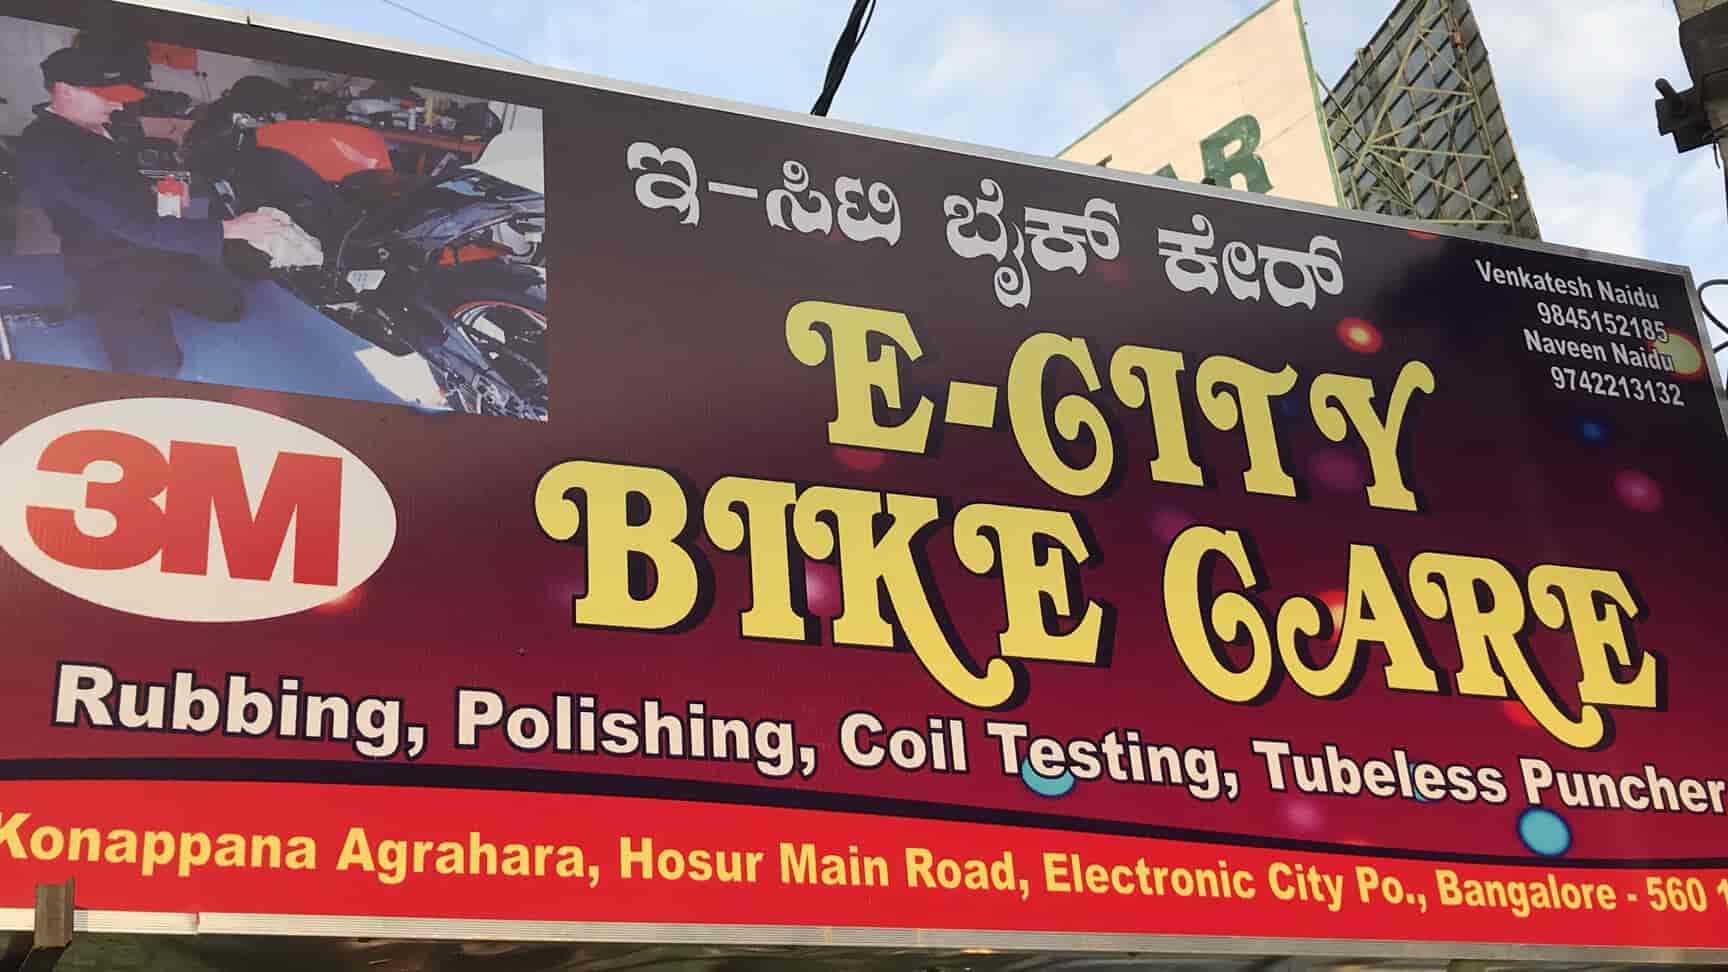 ಇ-ಸಿಟಿ ಬೈಕ್ ಕೇರ್
Venkatesh Naidu
9845152185
Naveen Naidu
9742213132
E-CITY
BIKE CARE
3M
Rubbing, Polishing, Coil Testing, Tubeless Puncher
Konappana Agrahara, Hosur Main Road, Electronic City Po., Bangalore - 560 1